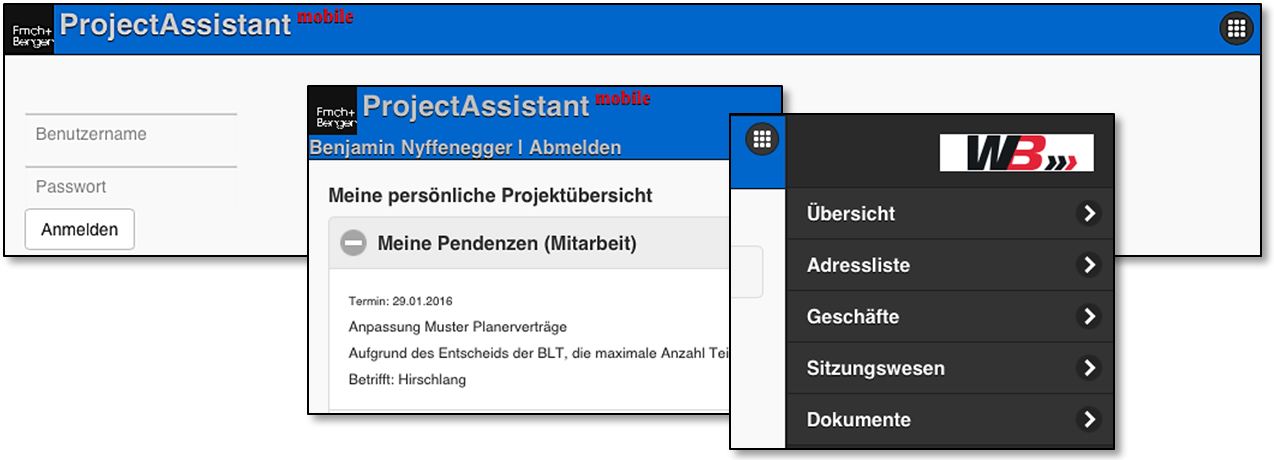 Emch+
Berger
ProjectAssistant mobile
Benutzername
Passwort
Anmelden
Emch+
Berger
ProjectAssistant mobile
Benjamin Nyffenegger | Abmelden
Meine persönliche Projektübersicht
Meine Pendenzen (Mitarbeit)
Termin: 29.01.2016
Anpassung Muster Planerverträge
Aufgrund des Entscheids der BLT, die maximale Anzahl Tei
Betrifft: Hirschlang
WB
Übersicht
Adressliste
Geschäfte
Sitzungswesen
Dokumente